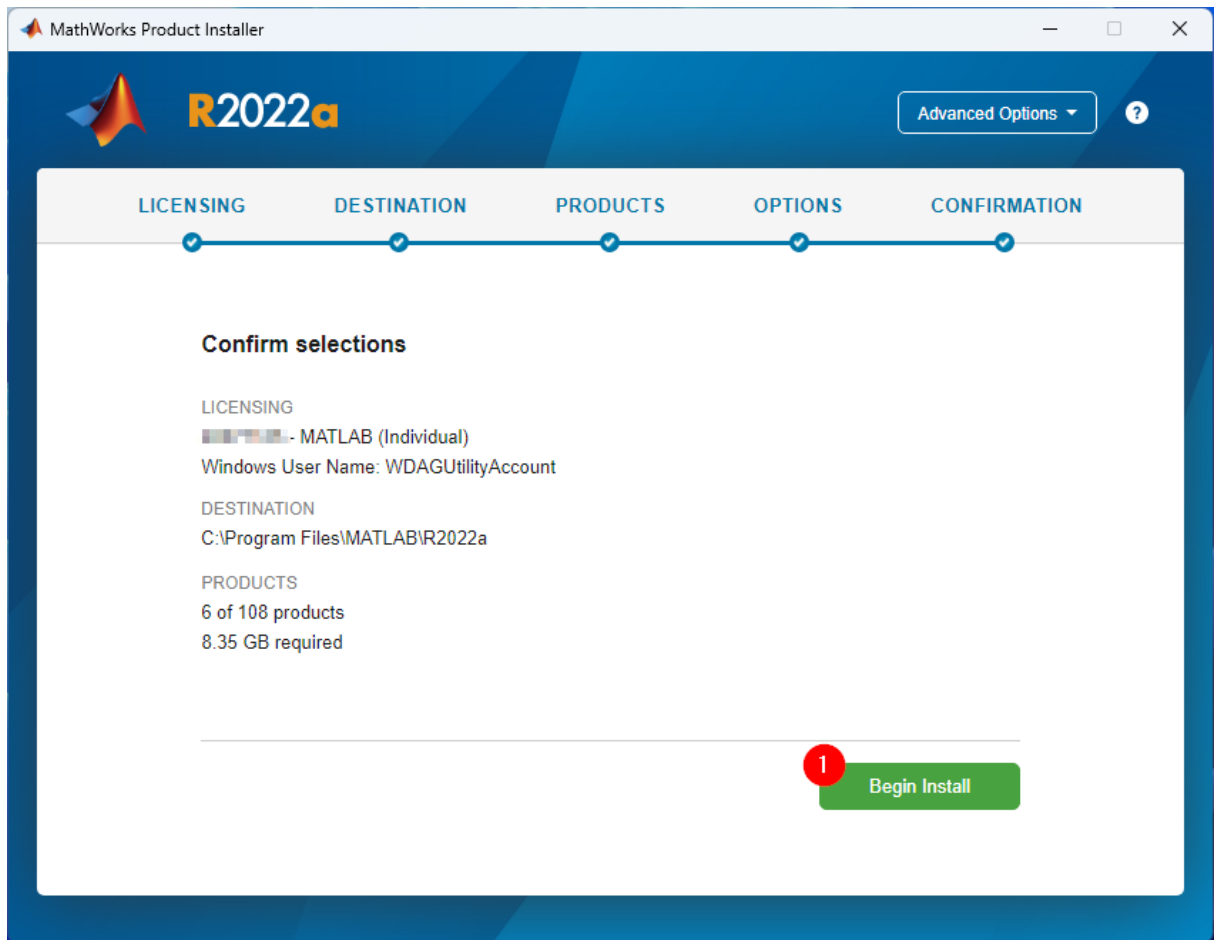 MathWorks Product Installer
R2022a
Advanced Options
?
LICENSING DESTINATION PRODUCTS OPTIONS CONFIRMATION
Confirm selections
LICENSING
- MATLAB (Individual)
Windows User Name: WDAGUtilityAccount
DESTINATION
C:\Program Files\MATLAB\R2022a
PRODUCTS
6 of 108 products
8.35 GB required
1
Begin Install